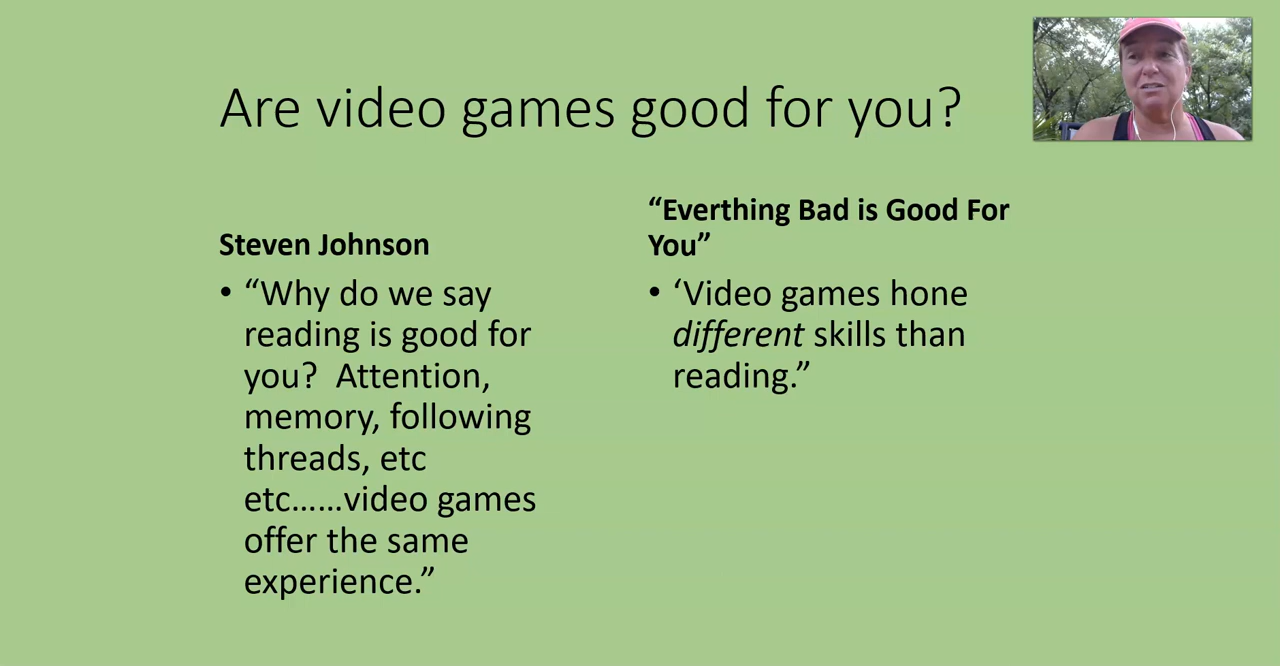 Are video games good for you?
Steven Johnson
• “Why do we say
reading is good for
you?  Attention,
memory, following
threads, etc
etc……video games
offer the same
experience.”
“Everthing Bad is Good For
You”
• ‘Video games hone
different skills than
reading.”